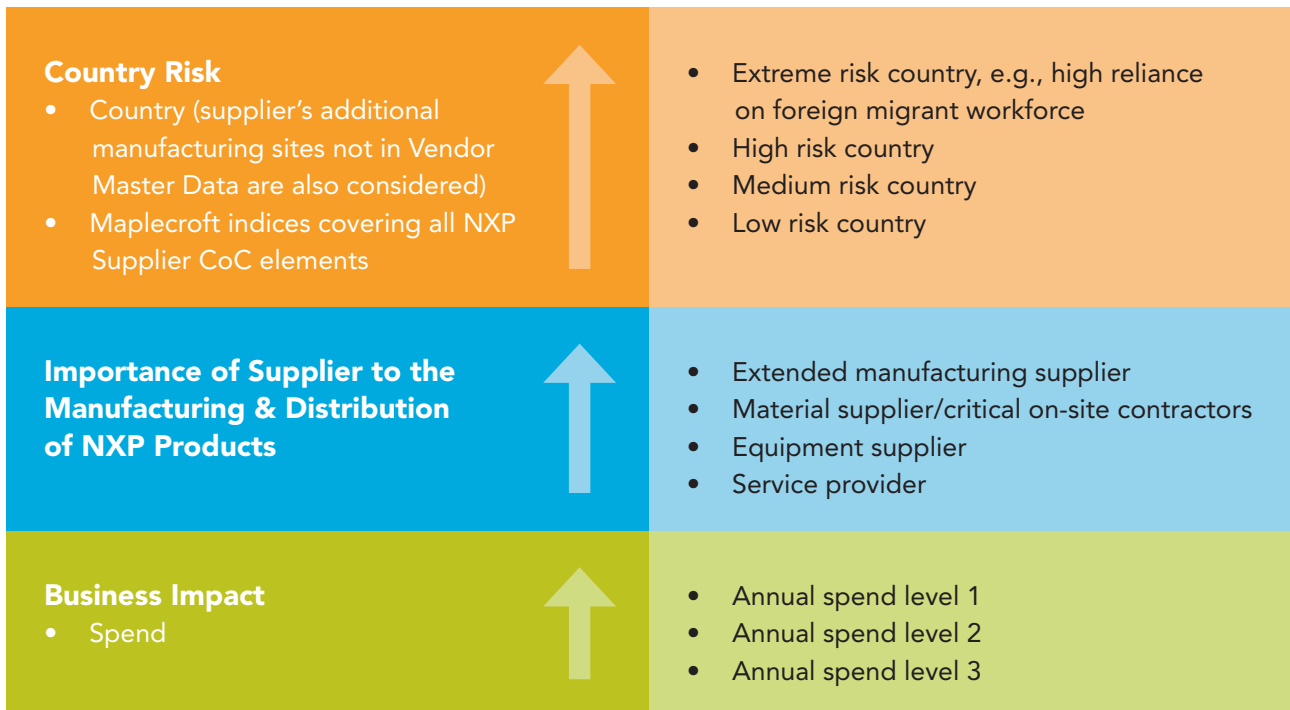 Country Risk
• Country (supplier's additional
manufacturing sites not in Vendor
Master Data are also considered)
• Maplecroft indices covering all NXP
Supplier CoC elements
• Extreme risk country, e.g., high reliance
on foreign migrant workforce
• High risk country
• Medium risk country
• Low risk country
Importance of Supplier to the
Manufacturing & Distribution
of NXP Products
• Extended manufacturing supplier
• Material supplier/critical on-site contractors
• Equipment supplier
• Service provider
Business Impact
• Spend
• Annual spend level 1
• Annual spend level 2
• Annual spend level 3